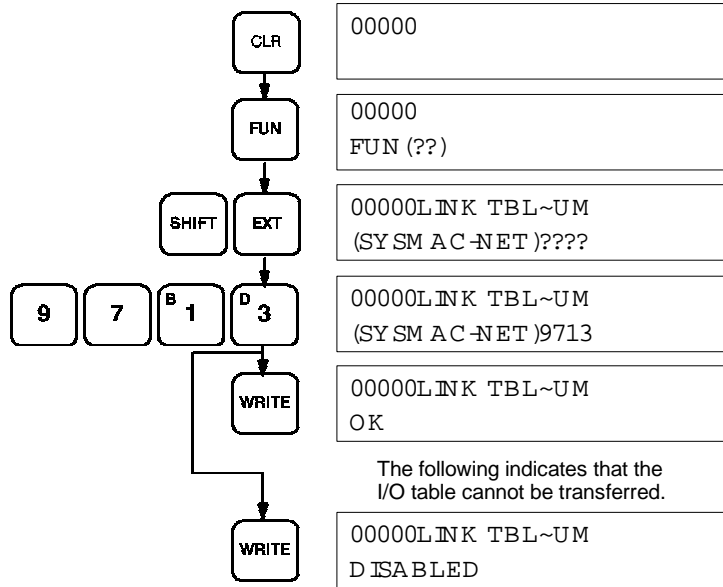 CLR
00000
FUN
00000
FUN (??)
SHIFT EXT
00000LINK TBL~UM
(SYSMAC-NET)????
9 7 B 1 D 3
00000LINK TBL~UM
(SYSMAC-NET)9713
WRITE
00000LINK TBL~UM
OK
The following indicates that the
I/O table cannot be transferred.
WRITE
00000LINK TBL~UM
DISABLED